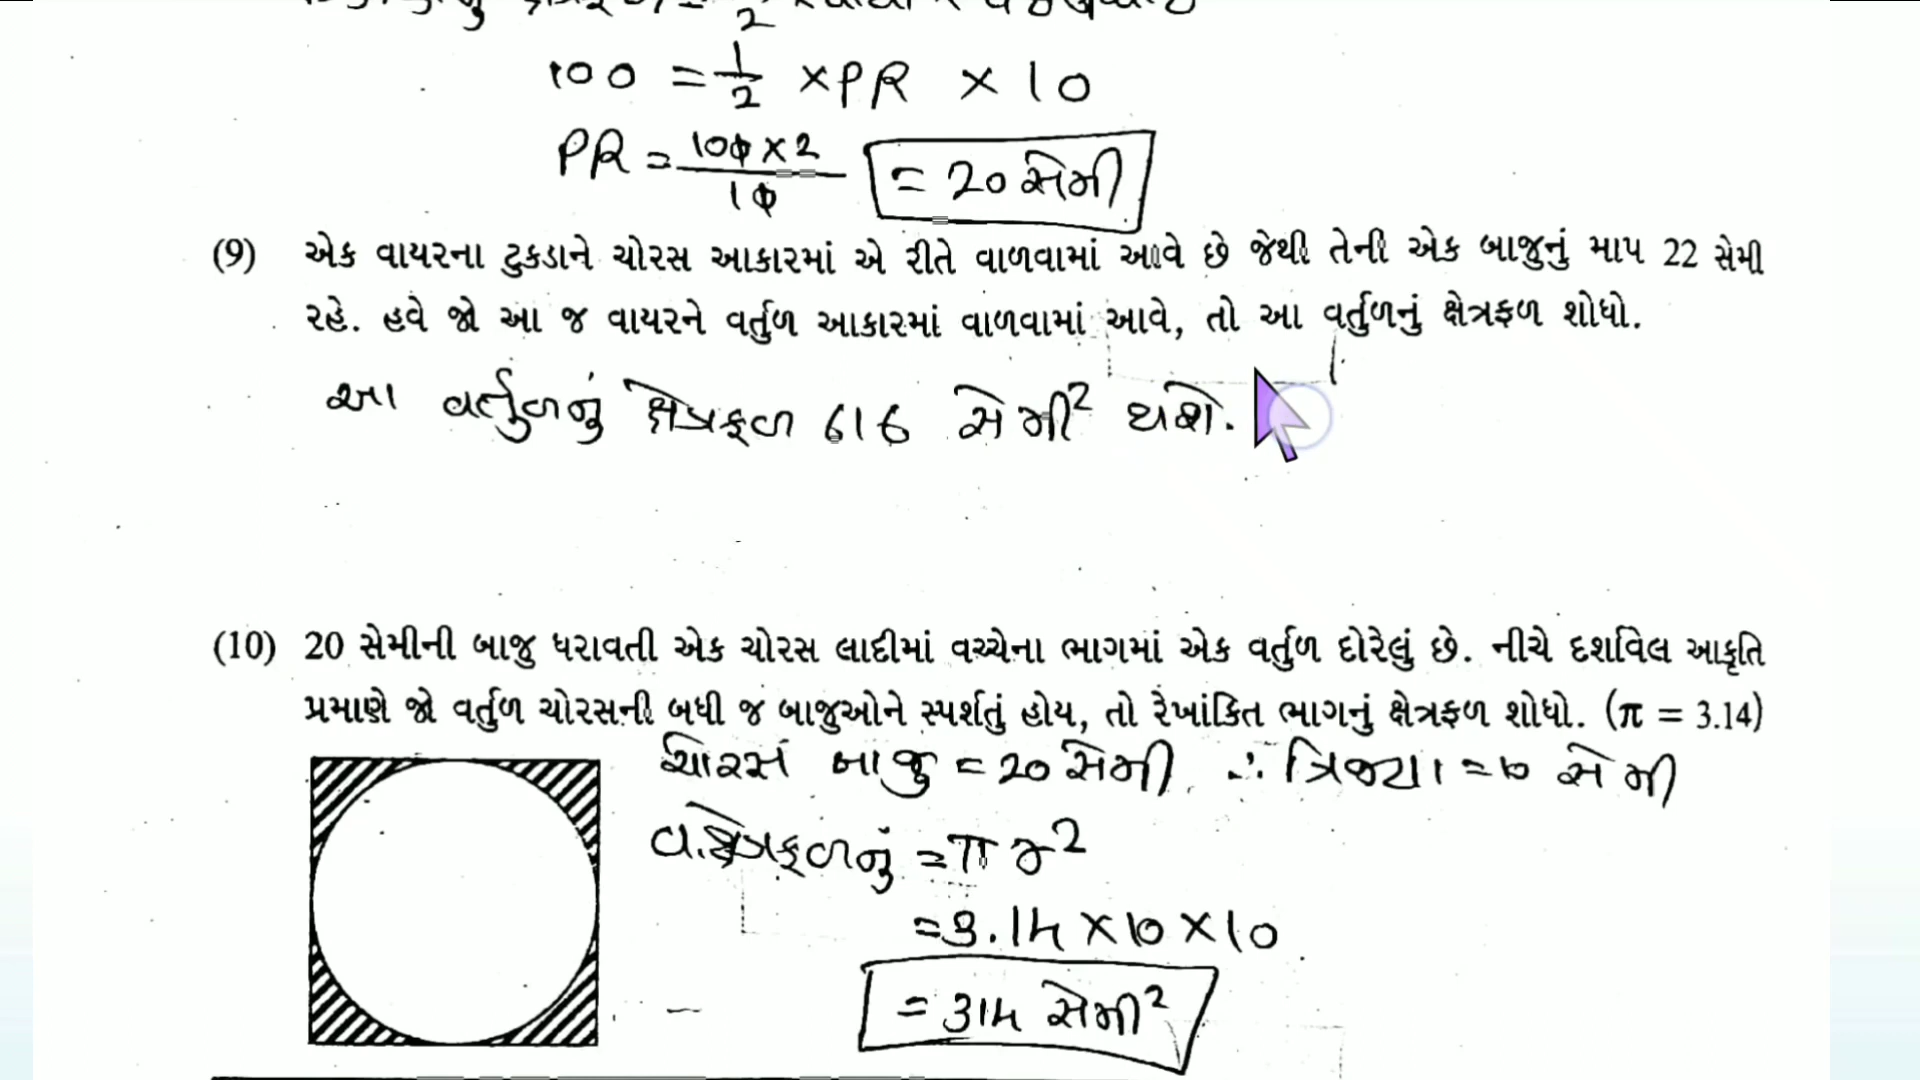 100 = 1/2 × PR × 10
PR = 100 × 2 / 10 = 20 સેમી
(9) એક વાયરના ટુકડાને ચોરસ આકારમાં એ રીતે વાળવામાં આવે છે જેથી તેની એક બાજુનું માપ 22 સેમી
રહે. હવે જો આ જ વાયરને વર્તુળ આકારમાં વાળવામાં આવે, તો આ વર્તુળનું ક્ષેત્રફળ શોધો.
આ વર્તુળનું ક્ષેત્રફળ 616 સેમી² થશે.
(10) 20 સેમીની બાજુ ધરાવતી એક ચોરસ લાદીમાં વચ્ચેના ભાગમાં એક વર્તુળ દોરેલું છે. નીચે દર્શાવેલ આકૃતિ
પ્રમાણે જો વર્તુળ ચોરસની બધી જ બાજુઓને સ્પર્શતું હોય, તો રેખાંકિત ભાગનું ક્ષેત્રફળ શોધો. (π = 3.14)
ચોરસ બાજુ = 20 સેમી ∴ ત્રિજ્યા = 10 સેમી
વ.ક્ષેત્રફળનું = π r²
= 3.14 × 10 × 10
= 314 સેમી²